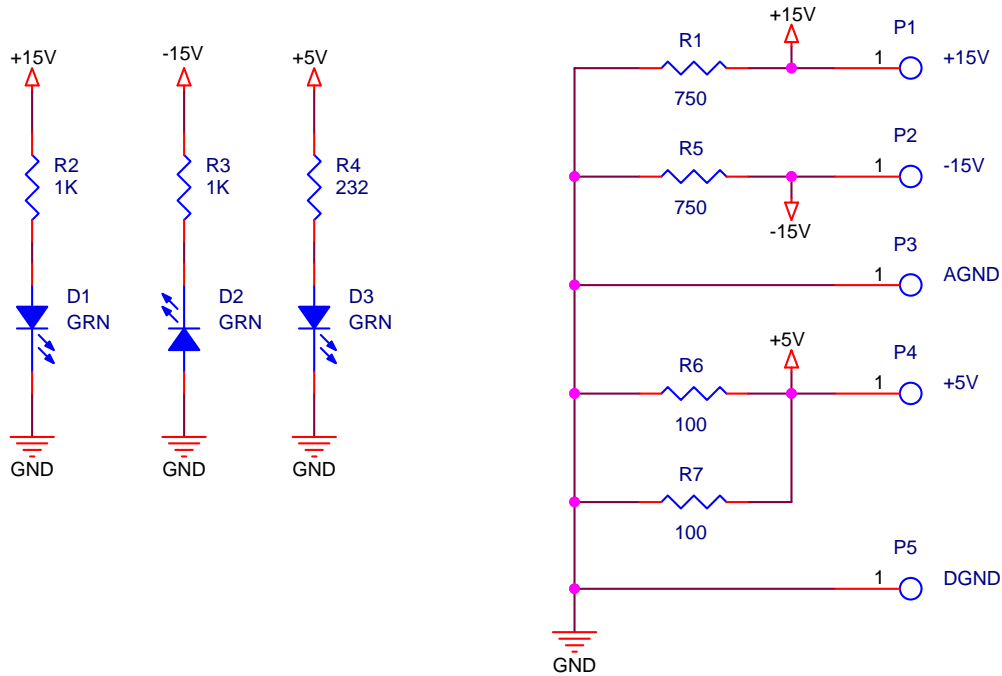 +15V
R2
1K
D1
GRN
GND
-15V
R3
1K
D2
GRN
GND
+5V
R4
232
D3
GRN
GND
+15V
R1
750
P1
1
+15V
R5
750
-15V
P2
1
-15V
P3
1
AGND
+5V
R6
100
P4
1
+5V
R7
100
P5
1
DGND
GND